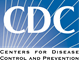 CDC
CENTERS FOR DISEASE
CONTROL AND PREVENTION